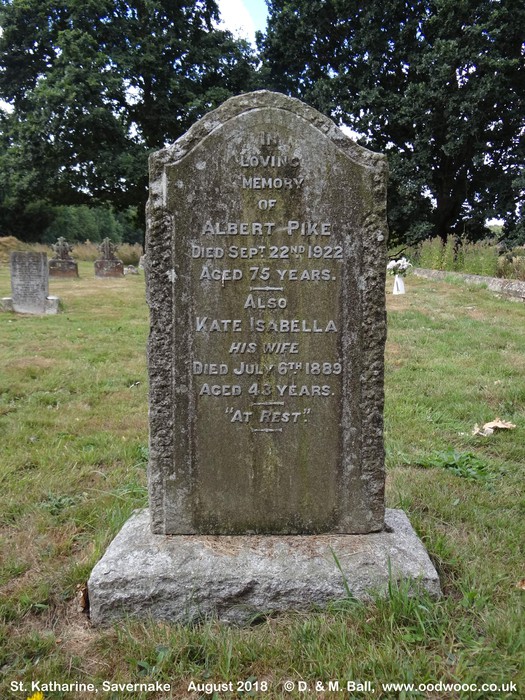 IN
LOVING
MEMORY
OF
ALBERT PIKE
DIED SEPT. 22ND 1922
AGED 75 YEARS.
ALSO
KATE ISABELLA
HIS WIFE
DIED JULY 6TH 1889
AGED 43 YEARS.
"AT REST".
St. Katharine, Savernake August 2018 © D. & M. Ball, www.oodwooc.co.uk